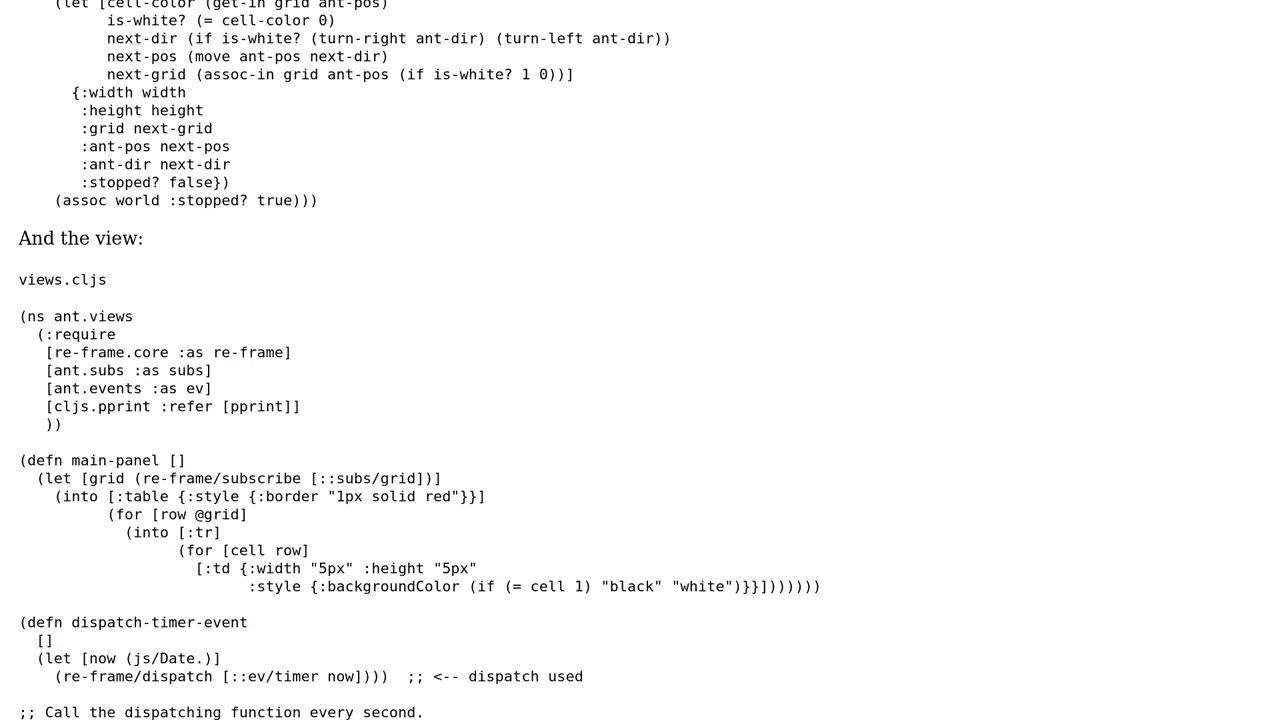 (let [cell-color (get-in grid ant-pos)
is-white? (= cell-color 0)
next-dir (if is-white? (turn-right ant-dir) (turn-left ant-dir))
next-pos (move ant-pos next-dir)
next-grid (assoc-in grid ant-pos (if is-white? 1 0))]
{:width width
:height height
:grid next-grid
:ant-pos next-pos
:ant-dir next-dir
:stopped? false})
(assoc world :stopped? true)))
And the view:
views.cljs
(ns ant.views
(:require
[re-frame.core :as re-frame]
[ant.subs :as subs]
[ant.events :as ev]
[cljs.pprint :refer [pprint]]
))
(defn main-panel []
(let [grid (re-frame/subscribe [::subs/grid])]
(into [:table {:style {:border "1px solid red"}}]
(for [row @grid]
(into [:tr]
(for [cell row]
[:td {:width "5px" :height "5px"
:style {:backgroundColor (if (= cell 1) "black" "white")}}])))))))
(defn dispatch-timer-event
[]
(let [now (js/Date.)]
(re-frame/dispatch [::ev/timer now])))  ;; <-- dispatch used
;; Call the dispatching function every second.